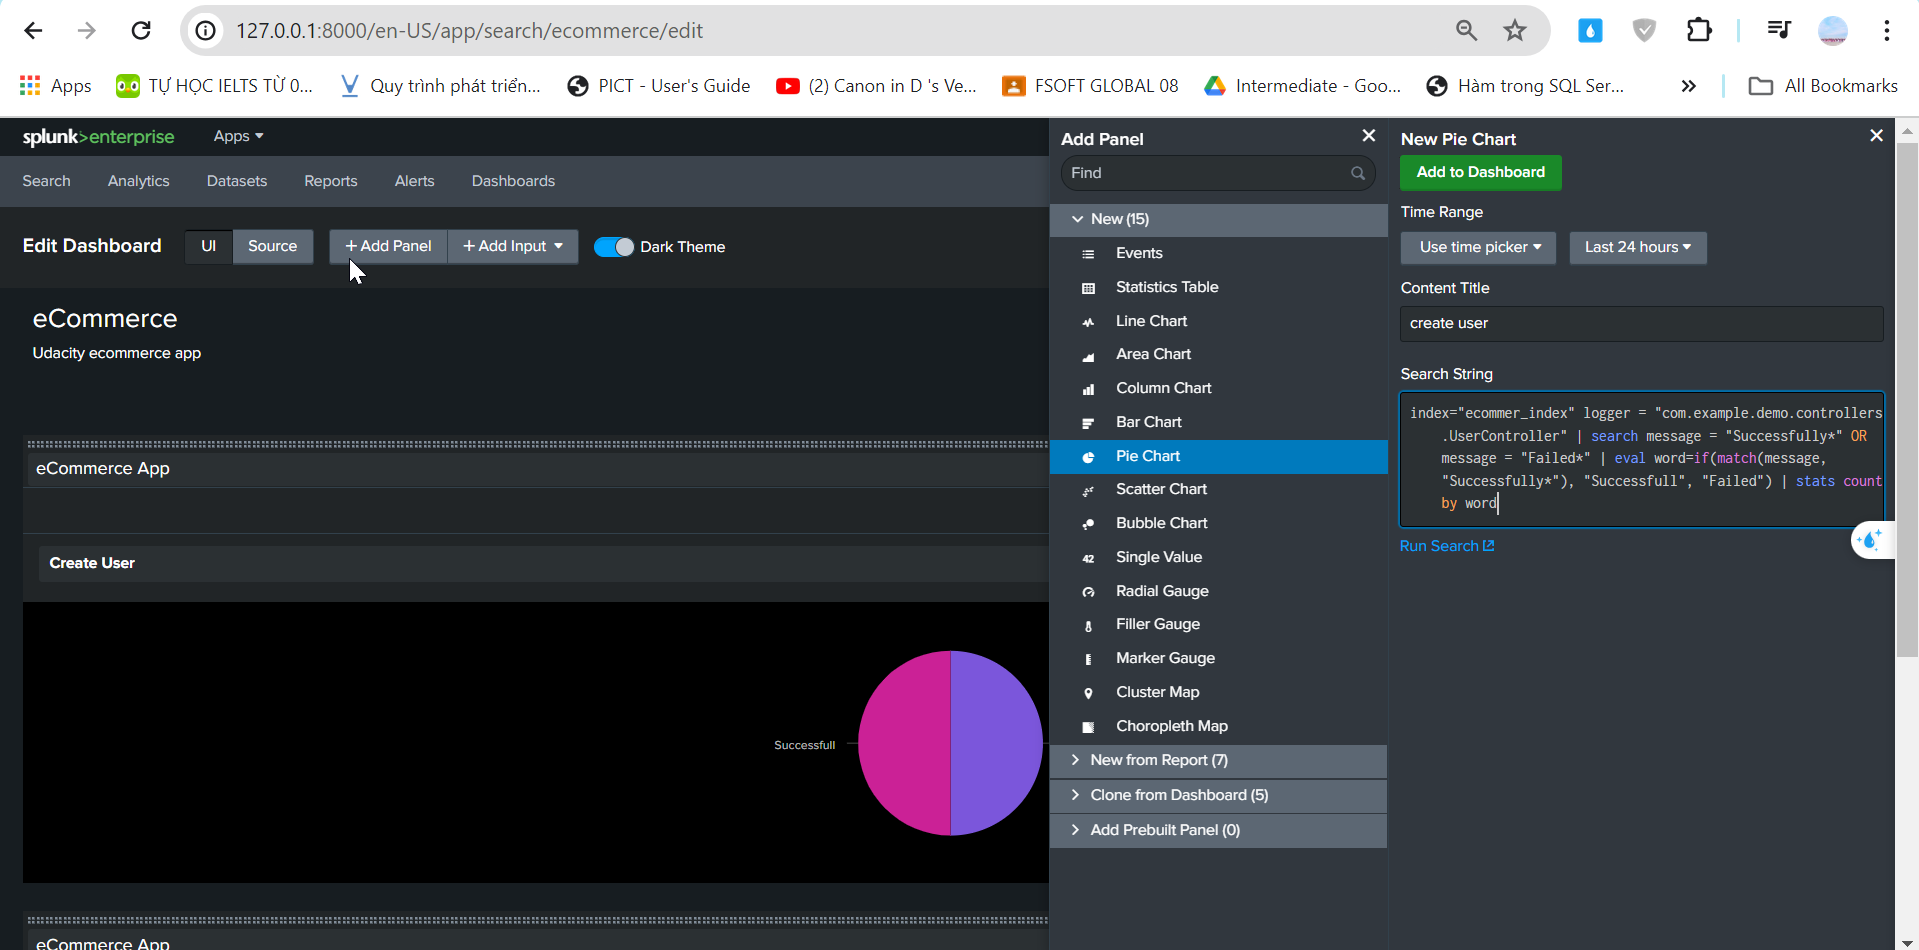 127.0.0.1:8000/en-US/app/search/ecommerce/edit
Apps TỰ HỌC IELTS TỪ 0... Quy trình phát triển... PICT - User's Guide (2) Canon in D 's Ve... FSOFT GLOBAL 08 Intermediate - Goo... Hàm trong SQL Ser... » All Bookmarks
splunk>enterprise Apps
Search Analytics Datasets Reports Alerts Dashboards
Edit Dashboard UI Source + Add Panel + Add Input Dark Theme
eCommerce
Udacity ecommerce app
eCommerce App
Create User
Successfull
eCommerce App
Add Panel
Find
New (15)
Events
Statistics Table
Line Chart
Area Chart
Column Chart
Bar Chart
Pie Chart
Scatter Chart
Bubble Chart
42 Single Value
Radial Gauge
Filler Gauge
Marker Gauge
Cluster Map
Choropleth Map
New from Report (7)
Clone from Dashboard (5)
Add Prebuilt Panel (0)
New Pie Chart
Add to Dashboard
Time Range
Use time picker Last 24 hours
Content Title
create user
Search String
index="ecommer_index" logger = "com.example.demo.controllers
.UserController" | search message = "Successfully*" OR
message = "Failed*" | eval word=if(match(message,
"Successfully*"), "Successfull", "Failed") | stats count
by word
Run Search